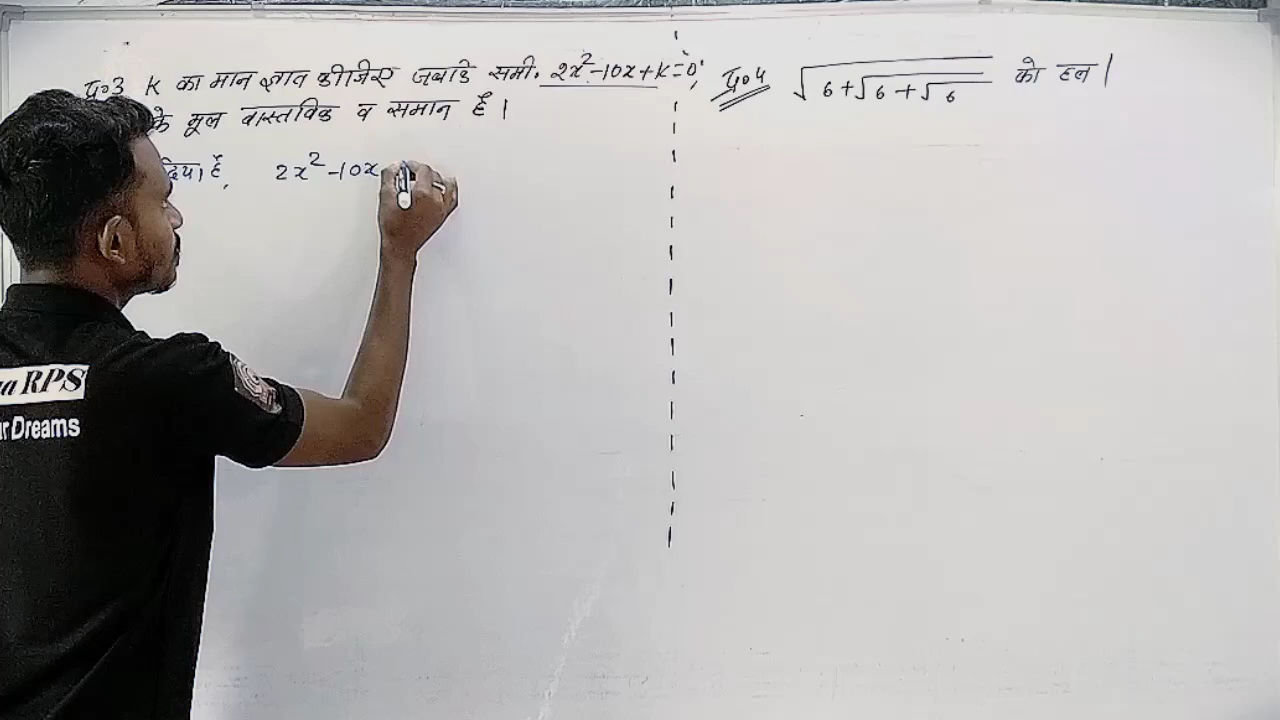 प्र०3 K का मान ज्ञात कीजिए जबकि समी. 2x²-10x+k=0,
के मूल वास्तविक व समान है।
दिया है, 2x²-10x
प्र०4 √6+√6+√6 को हल।
RPS
Dreams